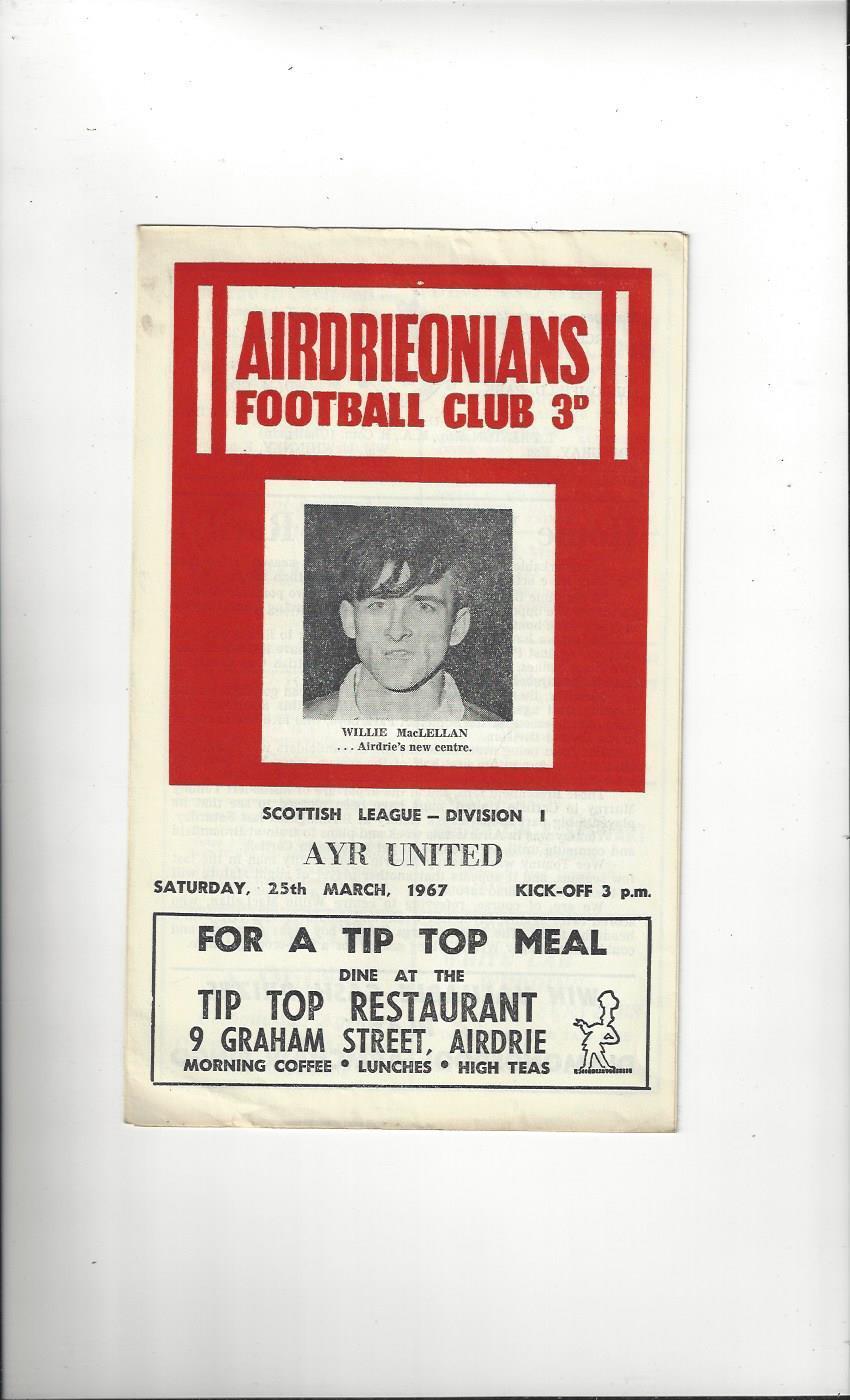 AIRDRIEONIANS
FOOTBALL CLUB 3D
WILLIE MacLELLAN
... Airdrie's new centre.
SCOTTISH LEAGUE – DIVISION I
AYR UNITED
SATURDAY, 25th MARCH, 1967 KICK-OFF 3 p.m.
FOR A TIP TOP MEAL
DINE AT THE
TIP TOP RESTAURANT
9 GRAHAM STREET, AIRDRIE
MORNING COFFEE • LUNCHES • HIGH TEAS